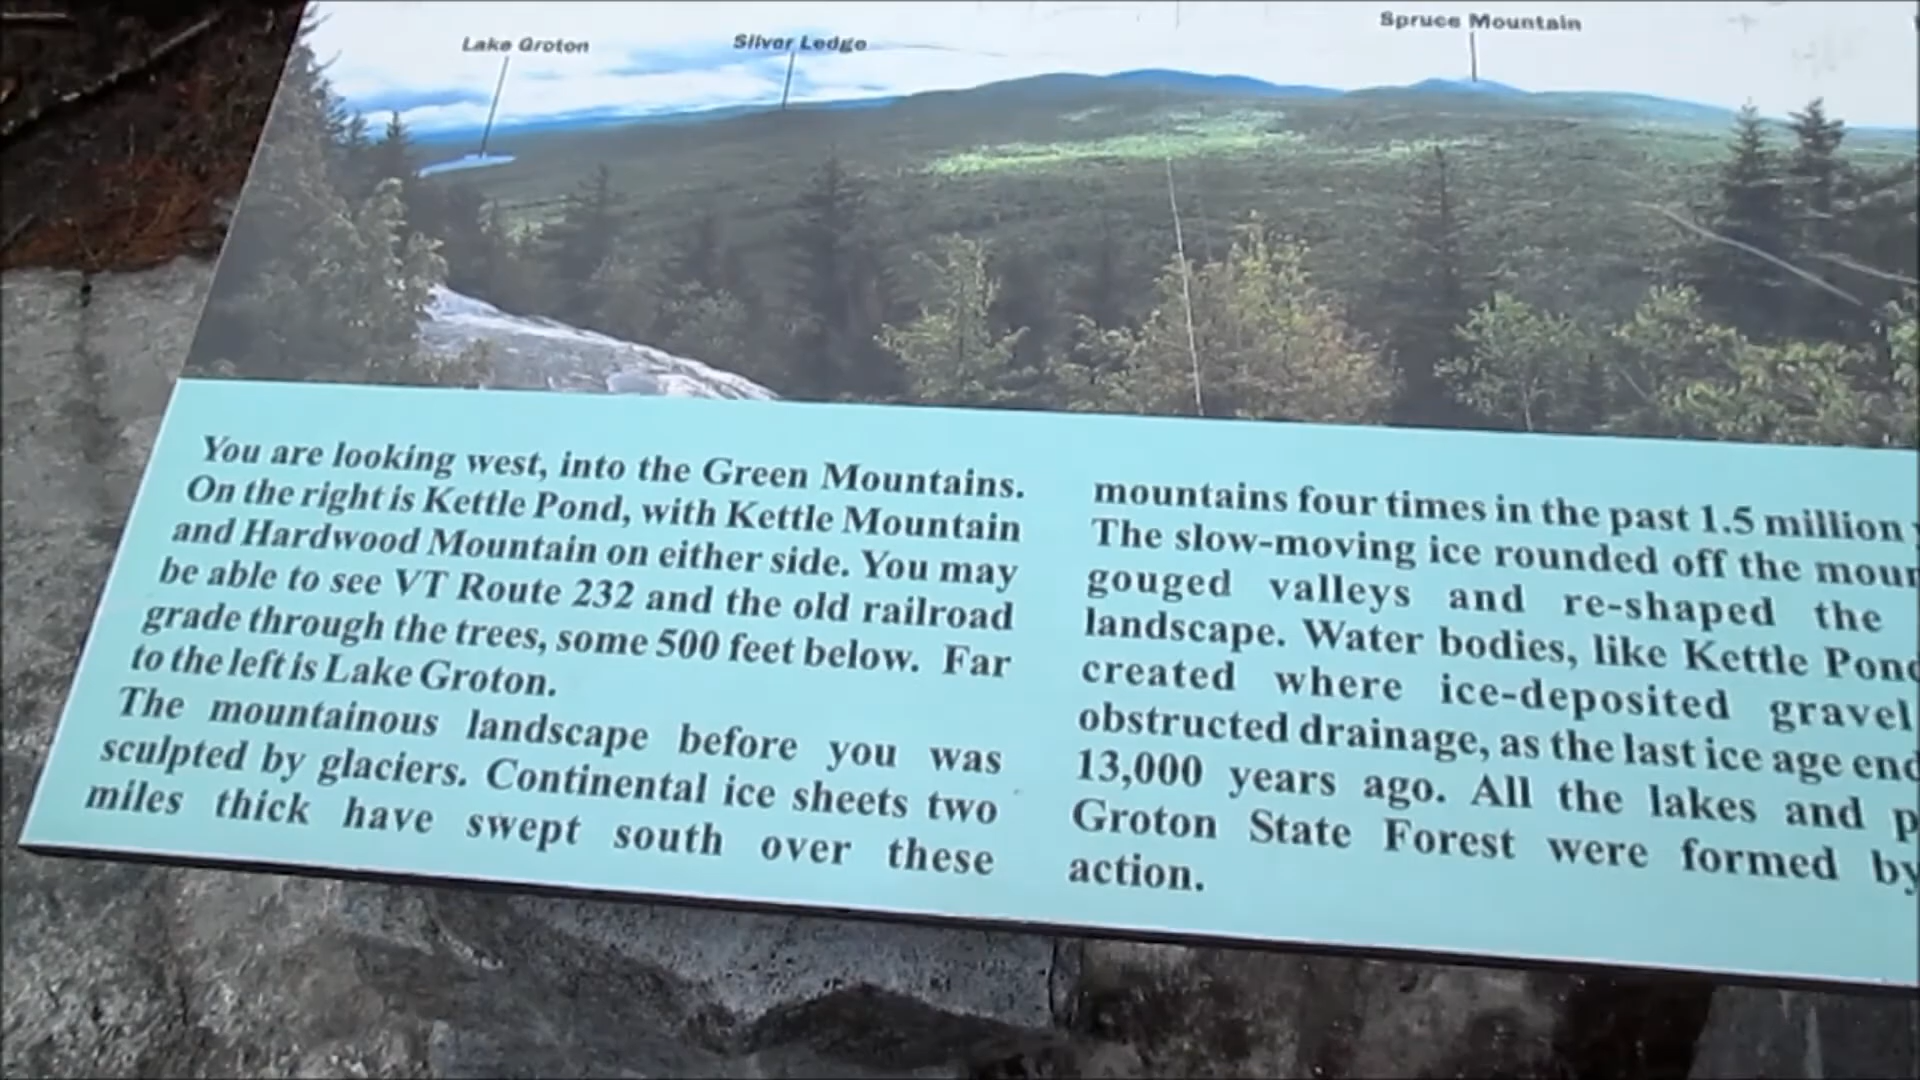 Lake Groton
Silver Ledge
Spruce Mountain
You are looking west, into the Green Mountains.
On the right is Kettle Pond, with Kettle Mountain
and Hardwood Mountain on either side. You may
be able to see VT Route 232 and the old railroad
grade through the trees, some 500 feet below. Far
to the left is Lake Groton.
The mountainous landscape before you was
sculpted by glaciers. Continental ice sheets two
miles thick have swept south over these
mountains four times in the past 1.5 million
The slow-moving ice rounded off the
gouged valleys and re-shaped the
landscape. Water bodies, like Kettle
created where ice-deposited gravel
obstructed drainage, as the last ice age
13,000 years ago. All the lakes and
Groton State Forest were formed by
action.